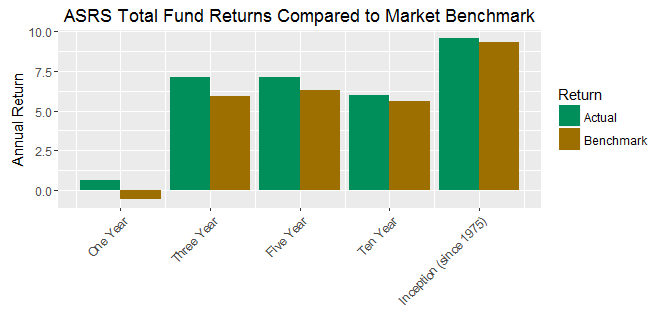 ASRS Total Fund Returns Compared to Market Benchmark
10.0
7.5
5.0
2.5
0.0
Annual Return
One Year
Three Year
Five Year
Ten Year
Inception (since 1975)
Return
Actual
Benchmark